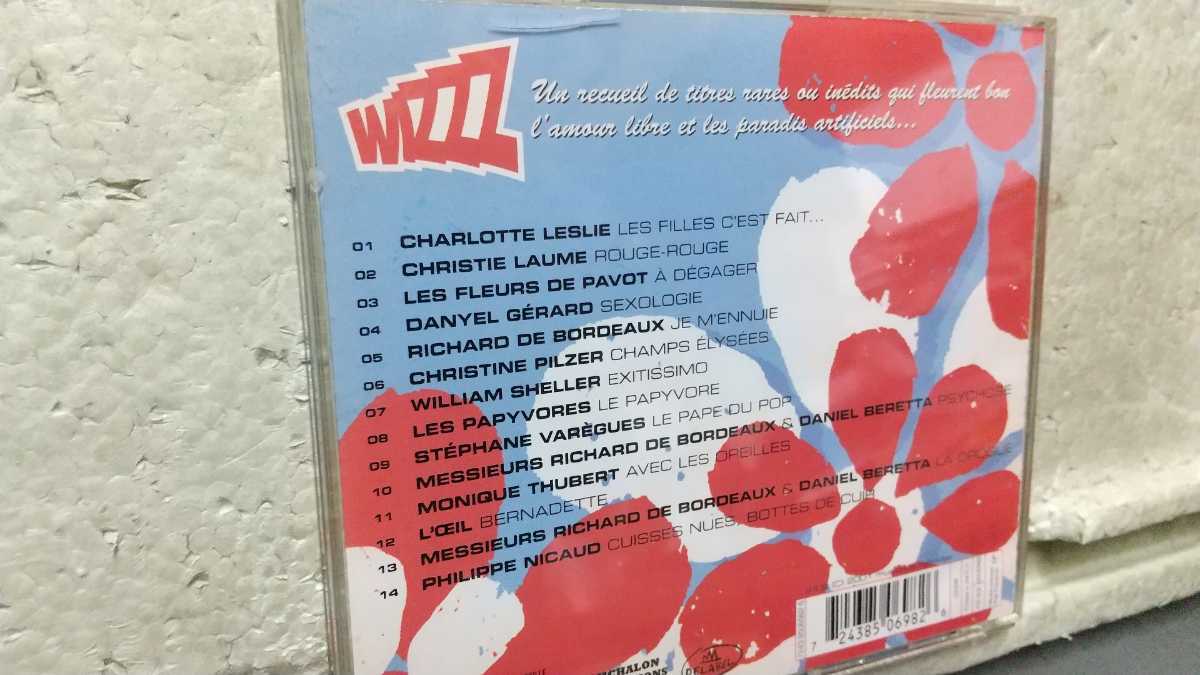 WIZZZ
Un recueil de titres rares ou inédits qui fleurent bon
l'amour libre et les paradis artificiels...
01 CHARLOTTE LESLIE LES FILLES C'EST FAIT...
02 CHRISTIE LAUME ROUGE-ROUGE
03 LES FLEURS DE PAVOT À DÉGAGER
04 DANYEL GÉRARD SEXOLOGIE
05 RICHARD DE BORDEAUX JE M'ENNUIE
06 CHRISTINE PILZER CHAMPS ÉLYSÉES
07 WILLIAM SHELLER EXITISSIMO
08 LES PAPYVORES LE PAPYVORE
09 STÉPHANE VARÈGUES LE PAPE DU POP
10 MESSIEURS RICHARD DE BORDEAUX & DANIEL BERETTA PSYCHOSE
11 MONIQUE THUBERT AVEC LES OREILLES
12 L'ŒIL BERNADETTE
13 MESSIEURS RICHARD DE BORDEAUX & DANIEL BERETTA LA DROGUE
14 PHILIPPE NICAUD CUISSES NUES, BOTTES DE CUIR
7 24385 06982 6
DELABEL